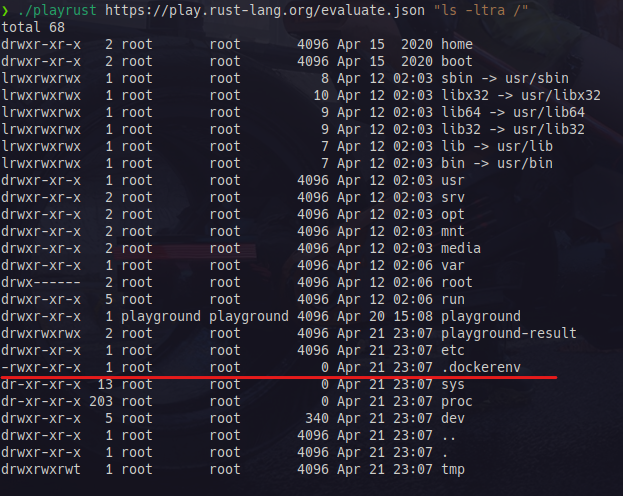 ❯ ./playrust https://play.rust-lang.org/evaluate.json "ls -ltra /"
total 68
drwxr-xr-x   2 root       root       4096 Apr 15  2020 home
drwxr-xr-x   2 root       root       4096 Apr 15  2020 boot
lrwxrwxrwx   1 root       root          8 Apr 12 02:03 sbin -> usr/sbin
lrwxrwxrwx   1 root       root         10 Apr 12 02:03 libx32 -> usr/libx32
lrwxrwxrwx   1 root       root          9 Apr 12 02:03 lib64 -> usr/lib64
lrwxrwxrwx   1 root       root          9 Apr 12 02:03 lib32 -> usr/lib32
lrwxrwxrwx   1 root       root          7 Apr 12 02:03 lib -> usr/lib
lrwxrwxrwx   1 root       root          7 Apr 12 02:03 bin -> usr/bin
drwxr-xr-x   1 root       root       4096 Apr 12 02:03 usr
drwxr-xr-x   2 root       root       4096 Apr 12 02:03 srv
drwxr-xr-x   2 root       root       4096 Apr 12 02:03 opt
drwxr-xr-x   2 root       root       4096 Apr 12 02:03 mnt
drwxr-xr-x   2 root       root       4096 Apr 12 02:03 media
drwxr-xr-x   1 root       root       4096 Apr 12 02:06 var
drwx------   2 root       root       4096 Apr 12 02:06 root
drwxr-xr-x   5 root       root       4096 Apr 12 02:06 run
drwxr-xr-x   1 playground playground 4096 Apr 20 15:08 playground
drwxrwxrwx   2 root       root       4096 Apr 21 23:07 playground-result
drwxr-xr-x   1 root       root       4096 Apr 21 23:07 etc
-rwxr-xr-x   1 root       root          0 Apr 21 23:07 .dockerenv
dr-xr-xr-x  13 root       root          0 Apr 21 23:07 sys
dr-xr-xr-x 203 root       root          0 Apr 21 23:07 proc
drwxr-xr-x   5 root       root        340 Apr 21 23:07 dev
drwxr-xr-x   1 root       root       4096 Apr 21 23:07 ..
drwxr-xr-x   1 root       root       4096 Apr 21 23:07 .
drwxrwxrwt   1 root       root       4096 Apr 21 23:07 tmp